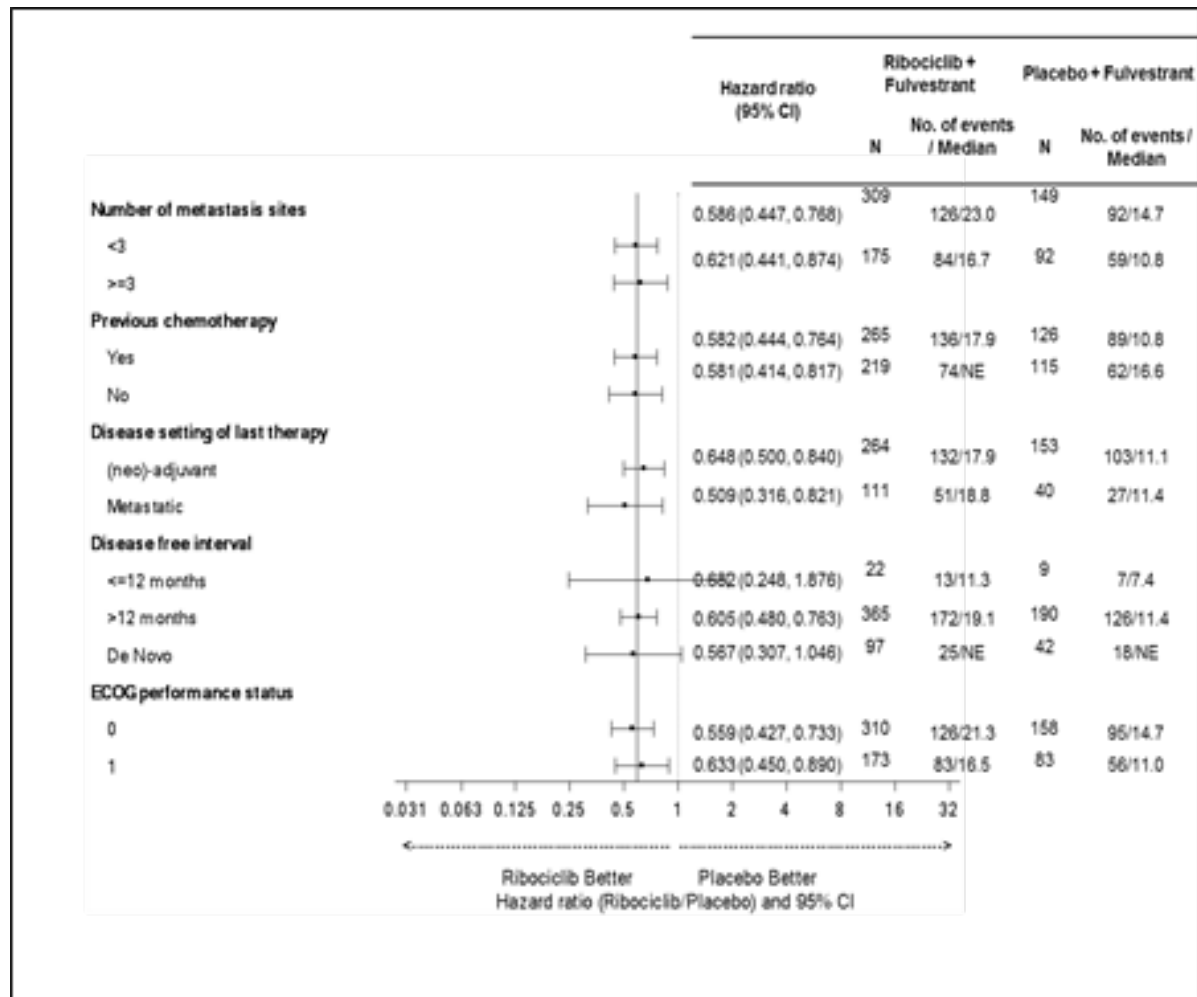 Hazard ratio (95% CI) Ribociclib + Fulvestrant Placebo + Fulvestrant
N No. of events / Median N No. of events / Median
Number of metastasis sites
<3 0.586 (0.447, 0.768) 309 126/23.0 149 92/14.7
>=3 0.621 (0.441, 0.874) 175 84/16.7 92 59/10.8
Previous chemotherapy
Yes 0.582 (0.444, 0.764) 265 136/17.9 126 89/10.8
No 0.581 (0.414, 0.817) 219 74/NE 115 62/16.6
Disease setting of last therapy
(neo)-adjuvant 0.648 (0.500, 0.840) 264 132/17.9 153 103/11.1
Metastatic 0.509 (0.316, 0.821) 111 51/18.8 40 27/11.4
Disease free interval
<=12 months 0.682 (0.248, 1.876) 22 13/11.3 9 7/7.4
>12 months 0.605 (0.480, 0.763) 365 172/19.1 190 126/11.4
De Novo 0.567 (0.307, 1.046) 97 25/NE 42 18/NE
ECOG performance status
0 0.559 (0.427, 0.733) 310 126/21.3 158 95/14.7
1 0.633 (0.450, 0.890) 173 83/16.5 83 56/11.0
0.031 0.063 0.125 0.25 0.5 1 2 4 8 16 32
Ribociclib Better Placebo Better
Hazard ratio (Ribociclib/Placebo) and 95% CI